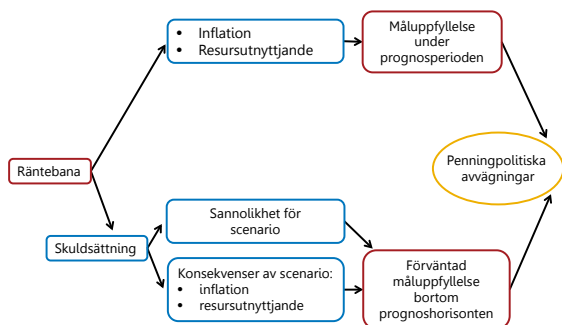 • Inflation
• Resursutnyttjande
Måluppfyllelse
under
prognosperioden
Räntebana
Penningpolitiska
avvägningar
Skuldsättning
Sannolikhet för
scenario
Konsekvenser av scenario:
• inflation
• resursutnyttjande
Förväntad
måluppfyllelse
bortom
prognoshorisonten